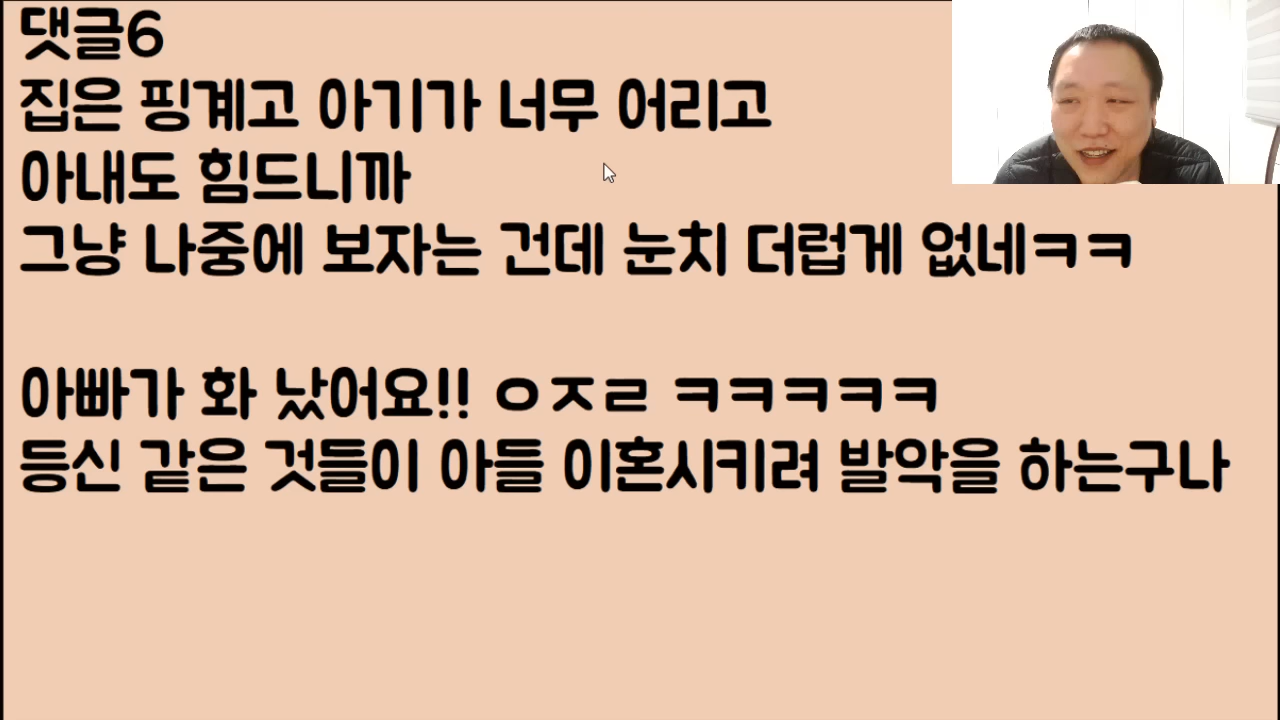 댓글6
집은 핑계고 아기가 너무 어리고
아내도 힘드니까
그냥 나중에 보자는 건데 눈치 더럽게 없네ㅋㅋ
아빠가 화 났어요!! ㅇㅈㄹ ㅋㅋㅋㅋㅋ
등신 같은 것들이 아들 이혼시키려 발악을 하는구나